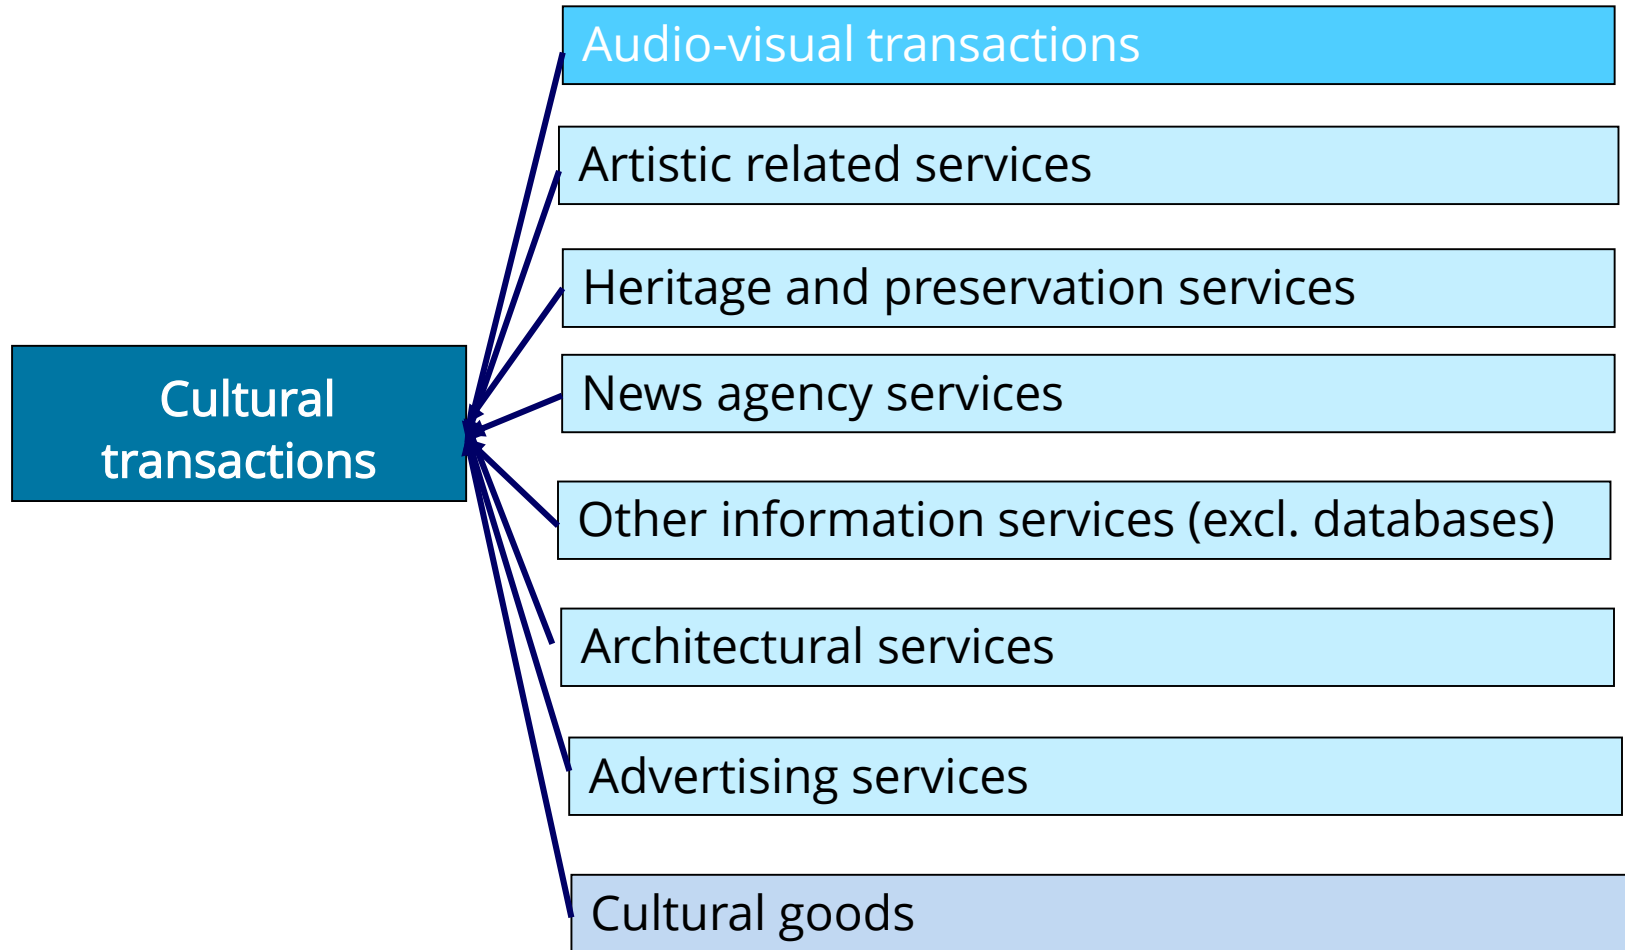 Audio-visual transactions
Artistic related services
Heritage and preservation services
Cultural
transactions
News agency services
Other information services (excl. databases)
Architectural services
Advertising services
Cultural goods